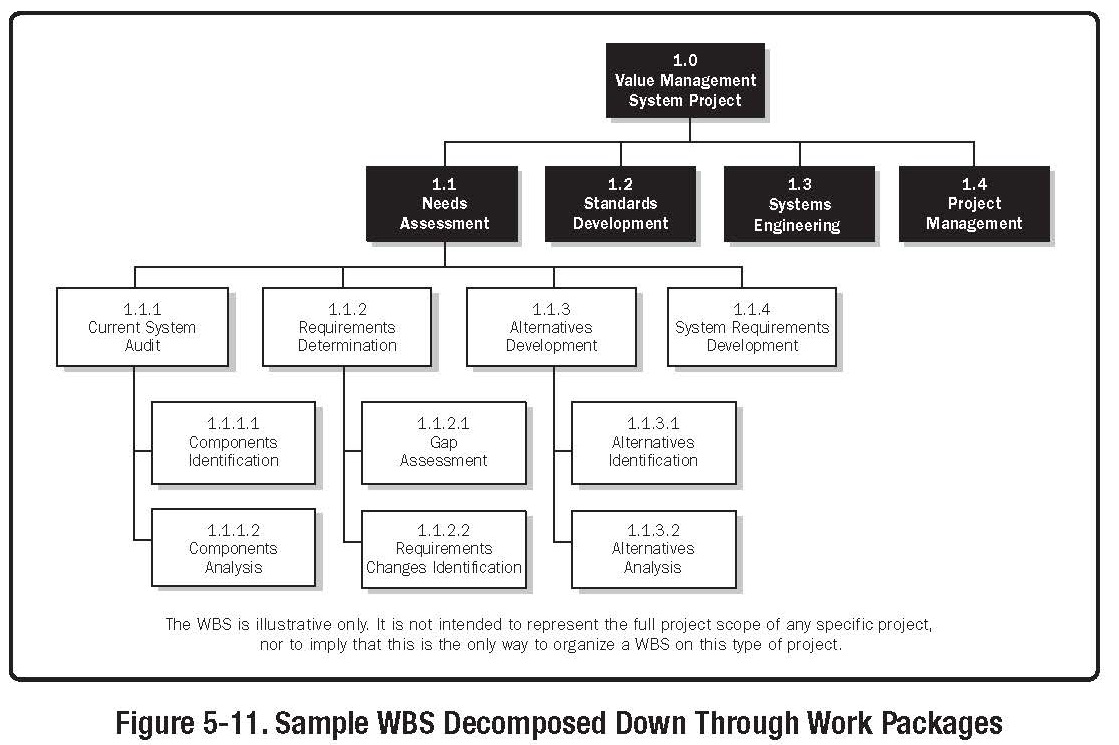 1.0
Value Management
System Project
1.1
Needs
Assessment
1.2
Standards
Development
1.3
Systems
Engineering
1.4
Project
Management
1.1.1
Current System
Audit
1.1.2
Requirements
Determination
1.1.3
Alternatives
Development
1.1.4
System Requirements
Development
1.1.1.1
Components
Identification
1.1.2.1
Gap
Assessment
1.1.3.1
Alternatives
Identification
1.1.1.2
Components
Analysis
1.1.2.2
Requirements
Changes Identification
1.1.3.2
Alternatives
Analysis
The WBS is illustrative only. It is not intended to represent the full project scope of any specific project,
nor to imply that this is the only way to organize a WBS on this type of project.
Figure 5-11. Sample WBS Decomposed Down Through Work Packages